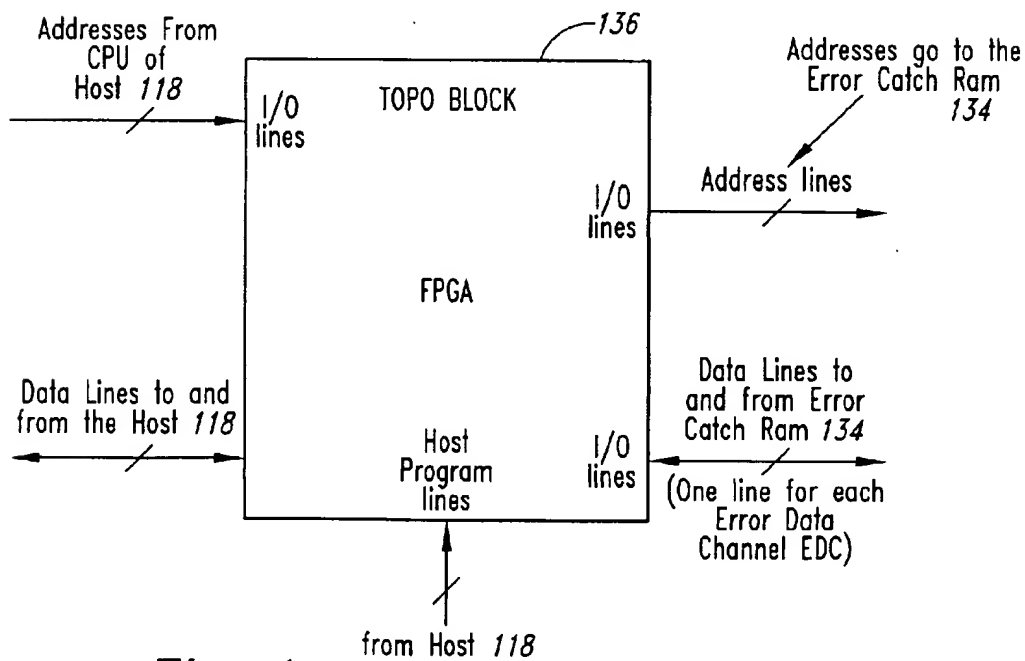 136
Addresses From
CPU of
Host 118
Addresses go to the
Error Catch Ram
134
TOPO BLOCK
I/O
lines
Address lines
I/O
lines
FPGA
Data Lines to and
from the Host 118
Data Lines to
and from Error
Catch Ram 134
Host
Program
lines
I/O
lines
(One line for each
Error Data
Channel EDC)
from Host 118